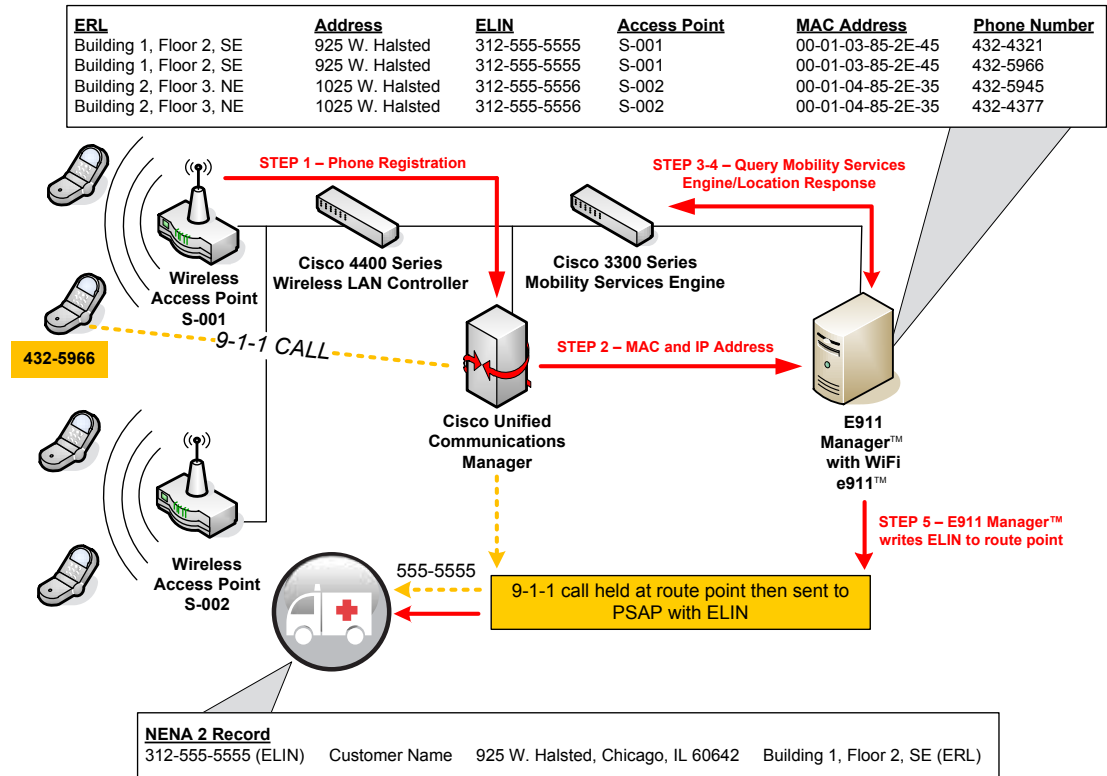 ERL Address ELIN Access Point MAC Address Phone Number
Building 1, Floor 2, SE 925 W. Halsted 312-555-5555 S-001 00-01-03-85-2E-45 432-4321
Building 1, Floor 2, SE 925 W. Halsted 312-555-5555 S-001 00-01-03-85-2E-45 432-5966
Building 2, Floor 3. NE 1025 W. Halsted 312-555-5556 S-002 00-01-04-85-2E-35 432-5945
Building 2, Floor 3. NE 1025 W. Halsted 312-555-5556 S-002 00-01-04-85-2E-35 432-4377
STEP 1 – Phone Registration
STEP 3-4 – Query Mobility Services
Engine/Location Response
Wireless
Access Point
S-001
Cisco 4400 Series
Wireless LAN Controller
Cisco 3300 Series
Mobility Services Engine
432-5966
9-1-1 CALL
STEP 2 – MAC and IP Address
Cisco Unified
Communications
Manager
E911
Manager™
with WiFi
e911™
STEP 5 – E911 Manager™
writes ELIN to route point
Wireless
Access Point
S-002
555-5555
9-1-1 call held at route point then sent to
PSAP with ELIN
NENA 2 Record
312-555-5555 (ELIN) Customer Name 925 W. Halsted, Chicago, IL 60642 Building 1, Floor 2, SE (ERL)